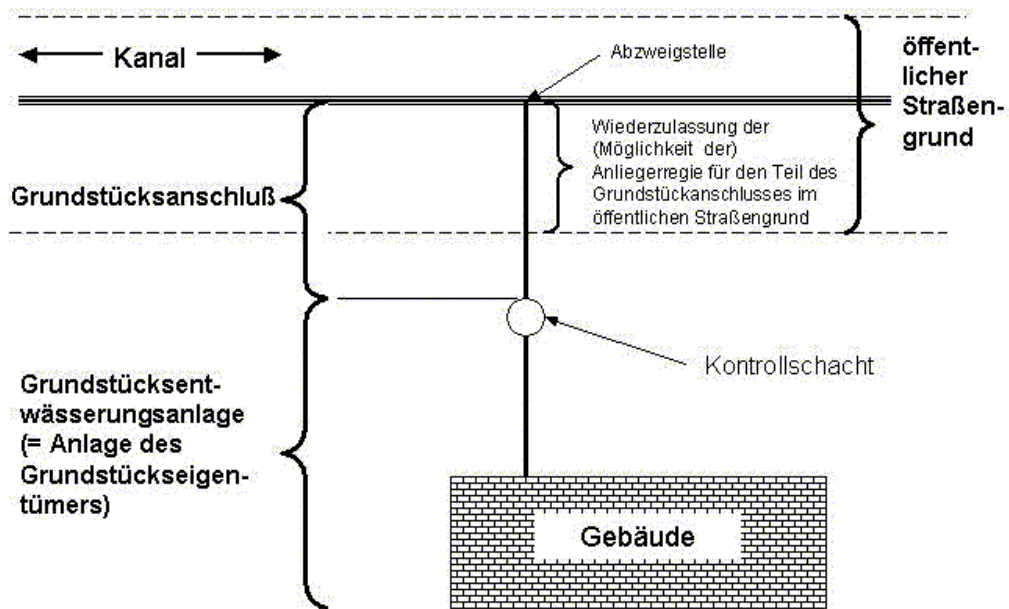 Kanal
Abzweigstelle
öffent-
licher
Straßen-
grund
Wiederzulassung der
(Möglichkeit der)
Anliegerregie für den Teil des
Grundstückanschlusses im
öffentlichen Straßengrund
Grundstücksanschluß
Kontrollschacht
Grundstücksent-
wässerungsanlage
(= Anlage des
Grundstückseigen-
tümers)
Gebäude